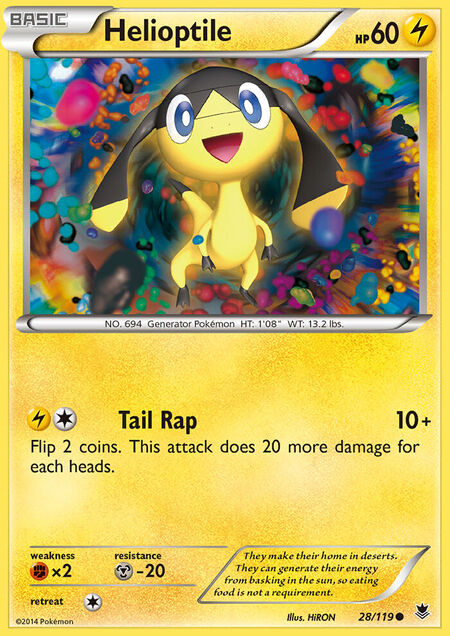 BASIC
Helioptile
HP60
NO. 694 Generator Pokémon HT: 1'08" WT: 13.2 lbs.
Tail Rap 10+
Flip 2 coins. This attack does 20 more damage for
each heads.
weakness resistance
×2 -20
retreat
They make their home in deserts.
They can generate their energy
from basking in the sun, so eating
food is not a requirement.
©2014 Pokémon Illus. HiRON 28/119